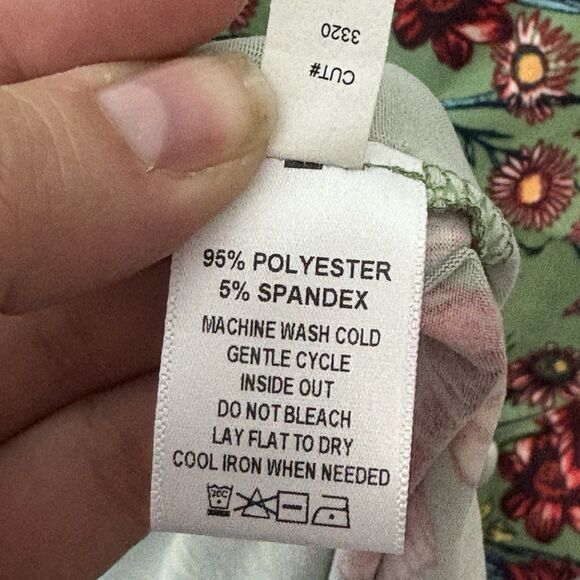 CUT#
3320
95% POLYESTER
5% SPANDEX
MACHINE WASH COLD
GENTLE CYCLE
INSIDE OUT
DO NOT BLEACH
LAY FLAT TO DRY
COOL IRON WHEN NEEDED
30C